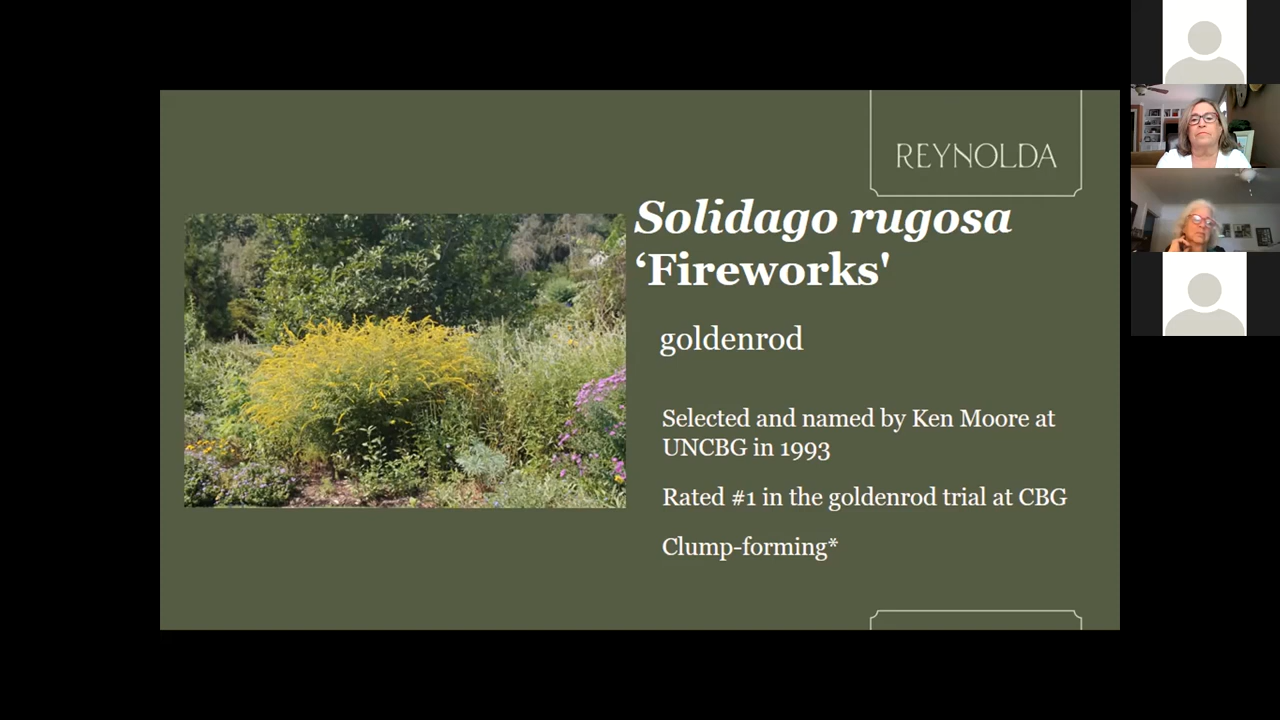 REYNOLDA
Solidago rugosa
‘Fireworks'
goldenrod
Selected and named by Ken Moore at
UNCBG in 1993
Rated #1 in the goldenrod trial at CBG
Clump-forming*